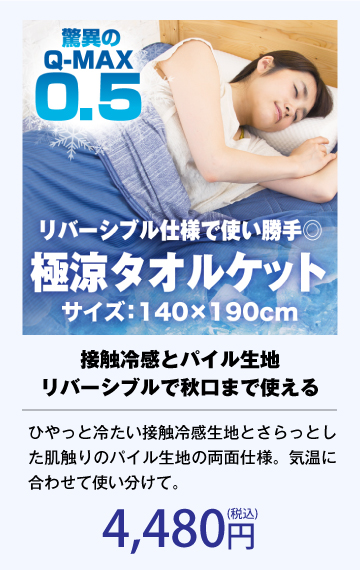 驚異の
Q-MAX
0.5
リバーシブル仕様で使い勝手◎
極涼タオルケット
サイズ：140×190cm
接触冷感とパイル生地
リバーシブルで秋口まで使える
ひやっと冷たい接触冷感生地とさらっとし
た肌触りのパイル生地の両面仕様。気温に
合わせて使い分けて。
4,480円(税込)